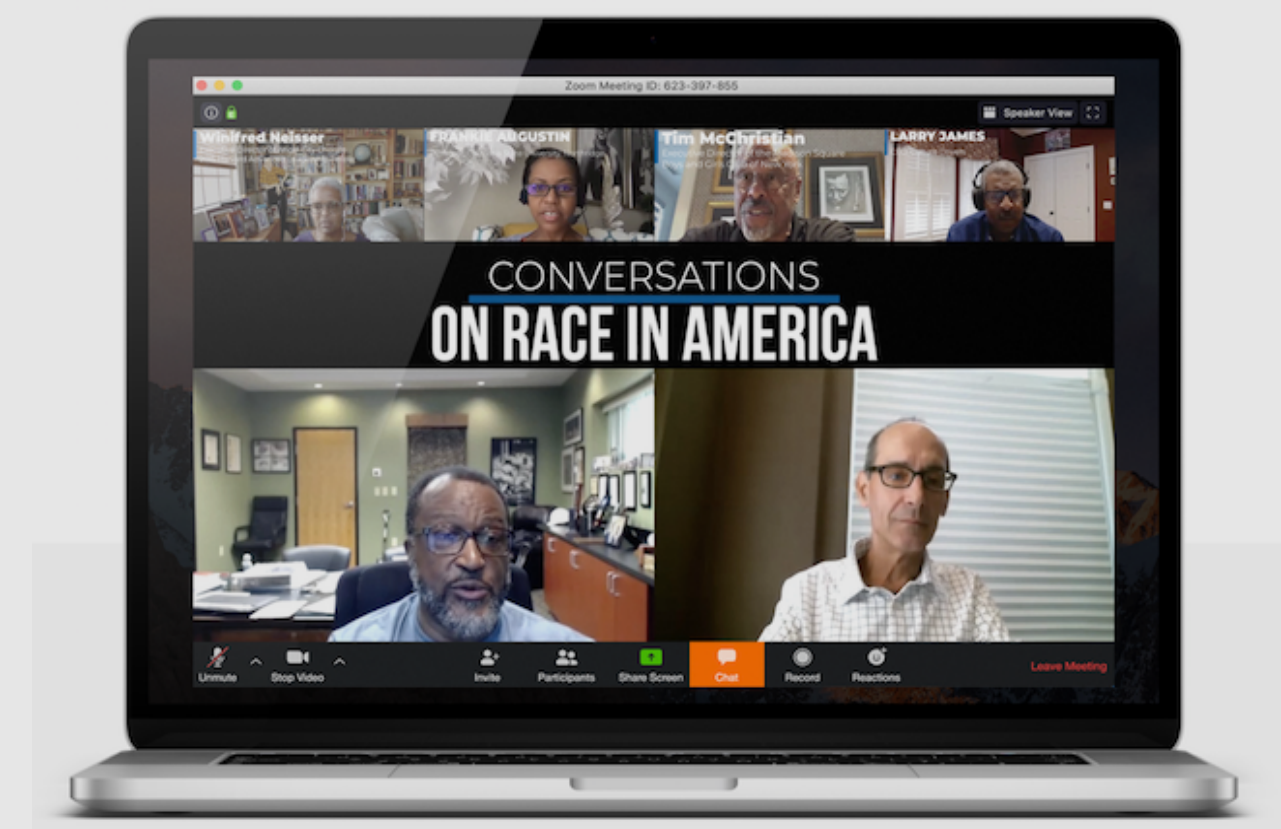 Zoom Meeting ID: 623-397-855
Speaker View
Winifred Neisser
FRANKIE AUGUSTIN
Tim McChristian
LARRY JAMES
CONVERSATIONS
ON RACE IN AMERICA
Unmute
Stop Video
Invite
Participants
Share Screen
Chat
Record
Reactions
Leave Meeting